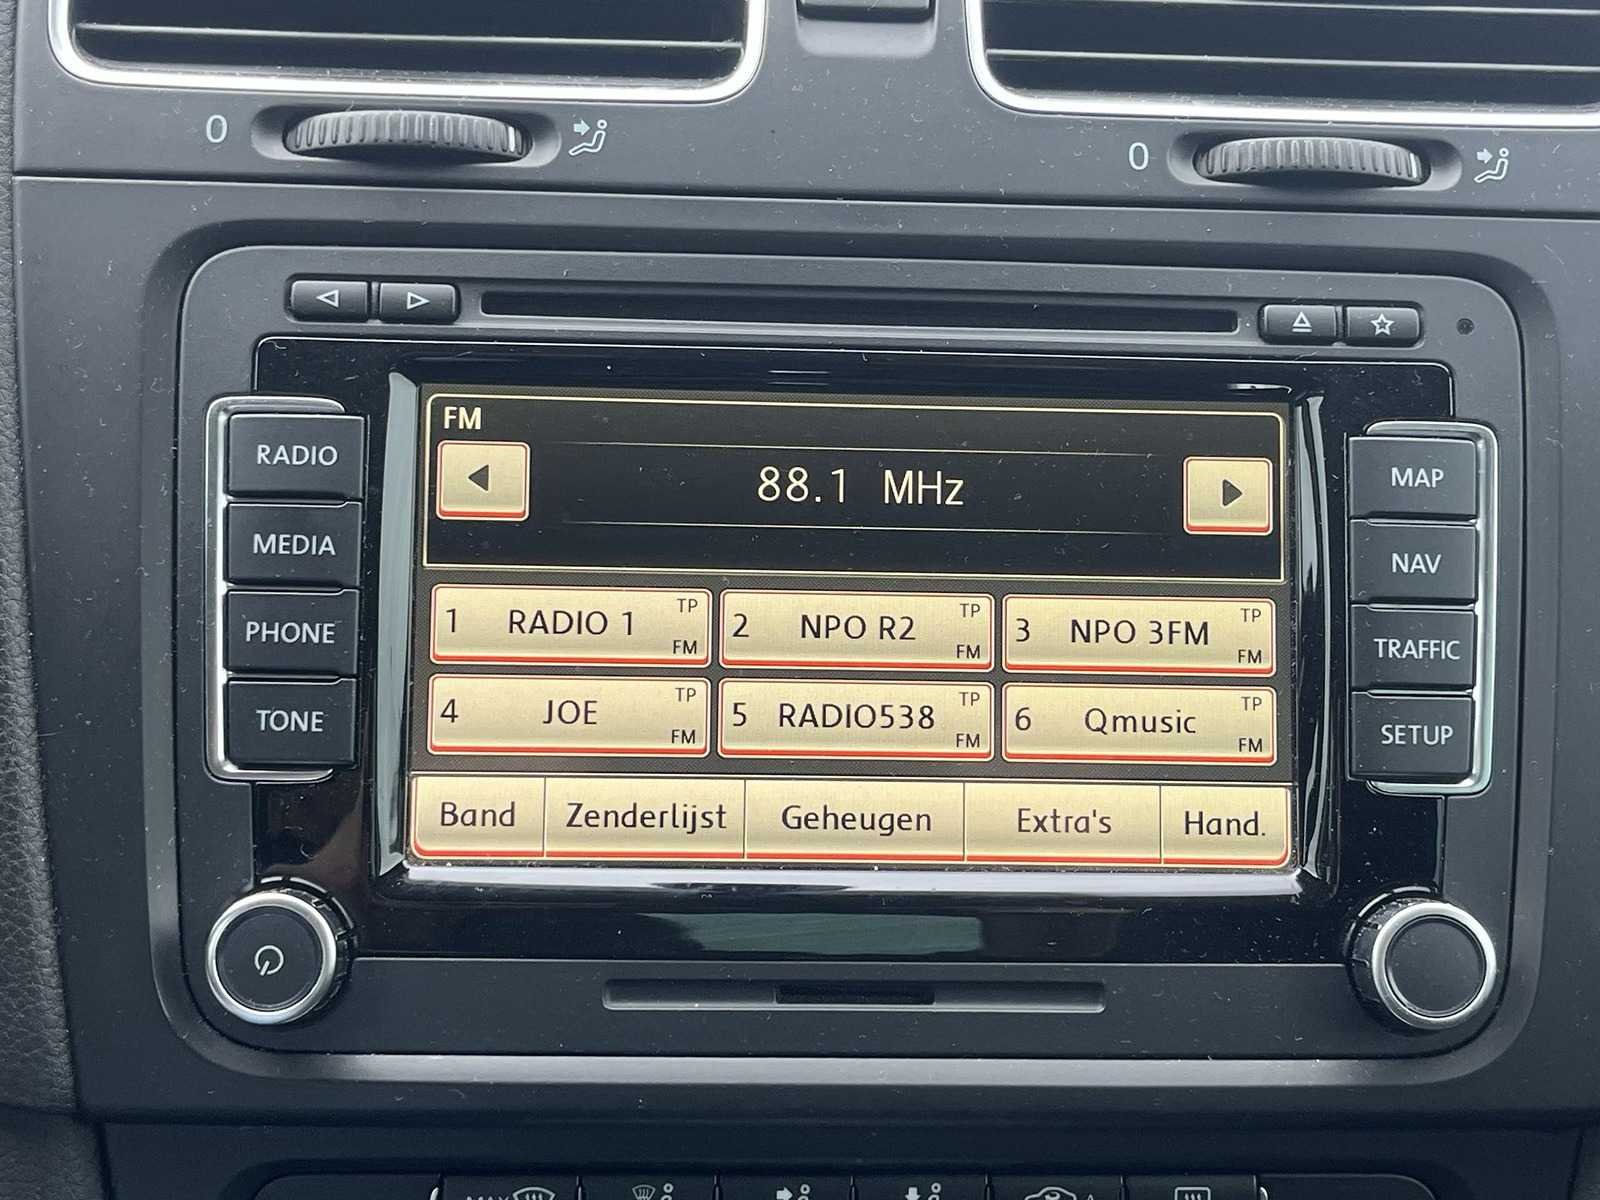 0
0
RADIO
MEDIA
PHONE
TONE
FM
88.1 MHz
1 RADIO 1 TP FM
2 NPO R2 TP FM
3 NPO 3FM TP FM
4 JOE TP FM
5 RADIO538 TP FM
6 Qmusic TP FM
Band Zenderlijst Geheugen Extra's Hand.
MAP
NAV
TRAFFIC
SETUP